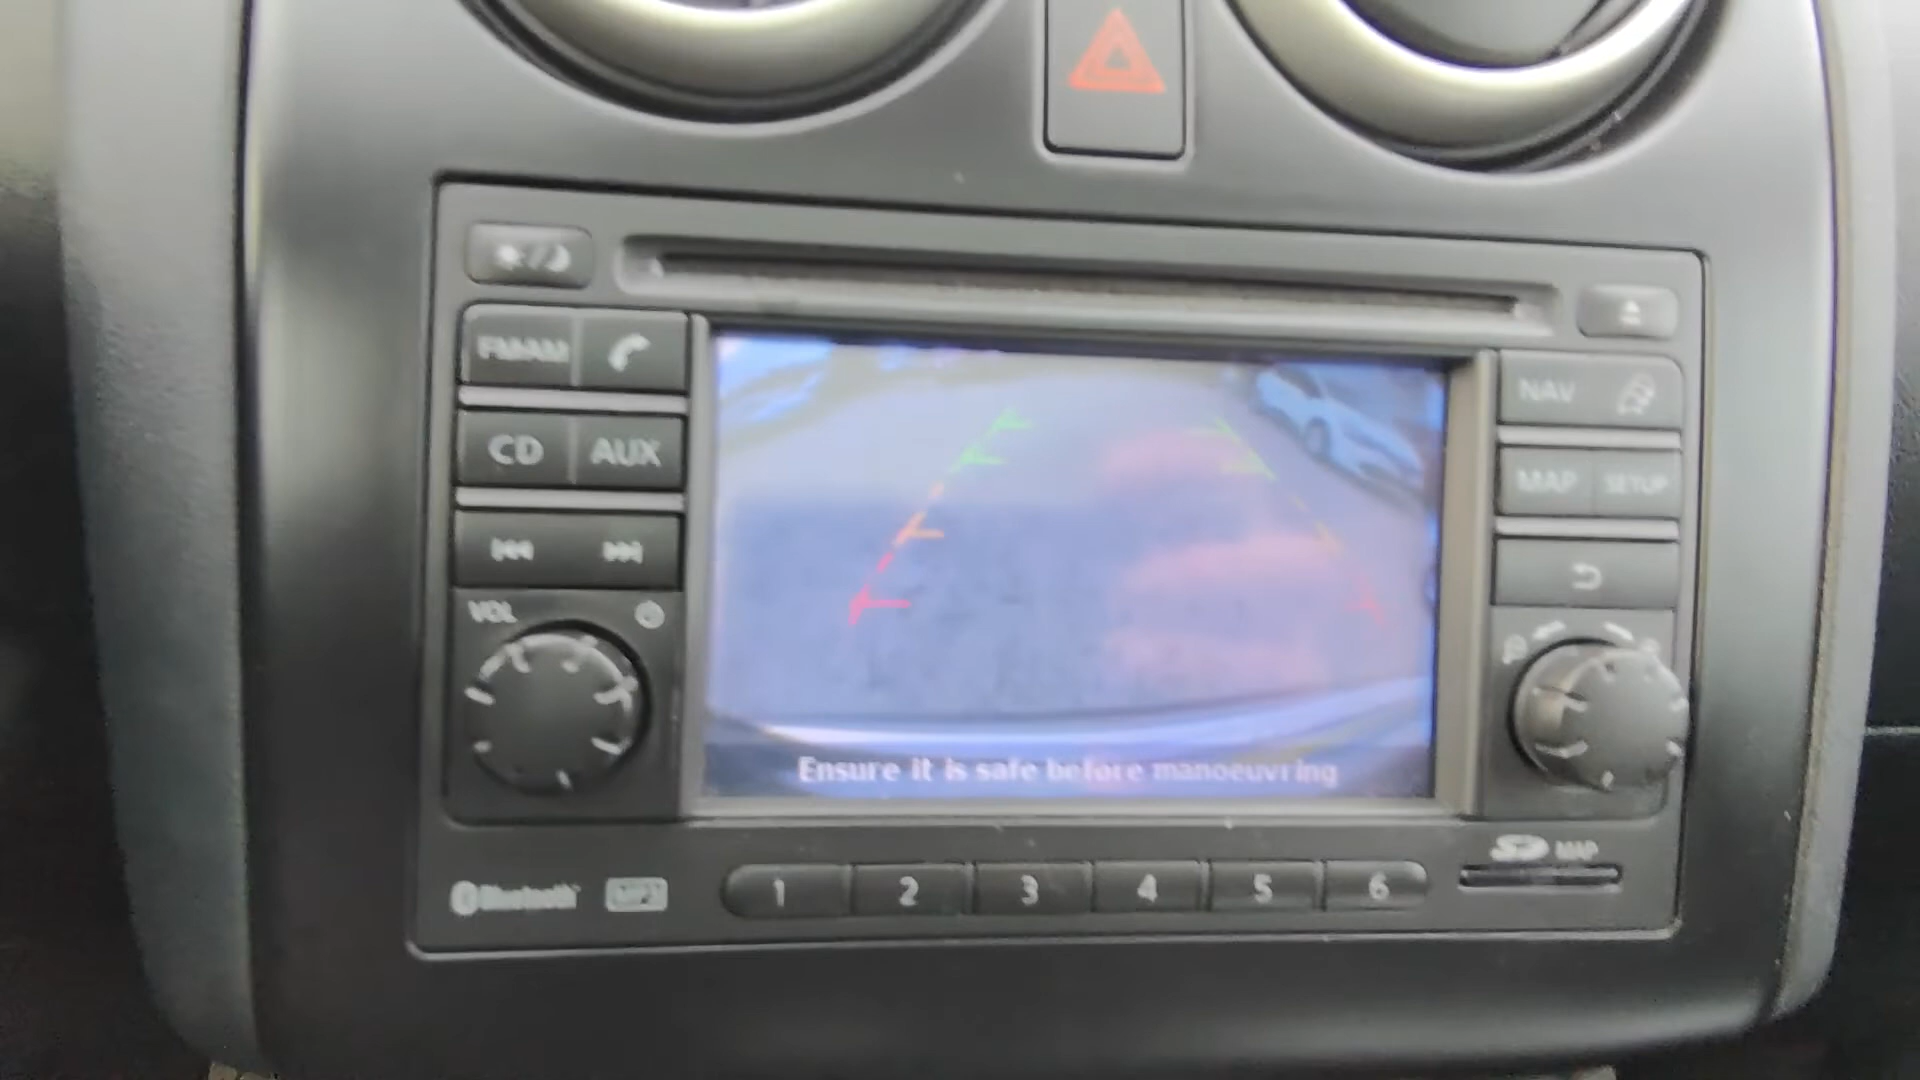 FM/AM
CD AUX
VOL
NAV
MAP SETUP
Ensure it is safe before manoeuvring
Bluetooth MP3
1 2 3 4 5 6
SD MAP